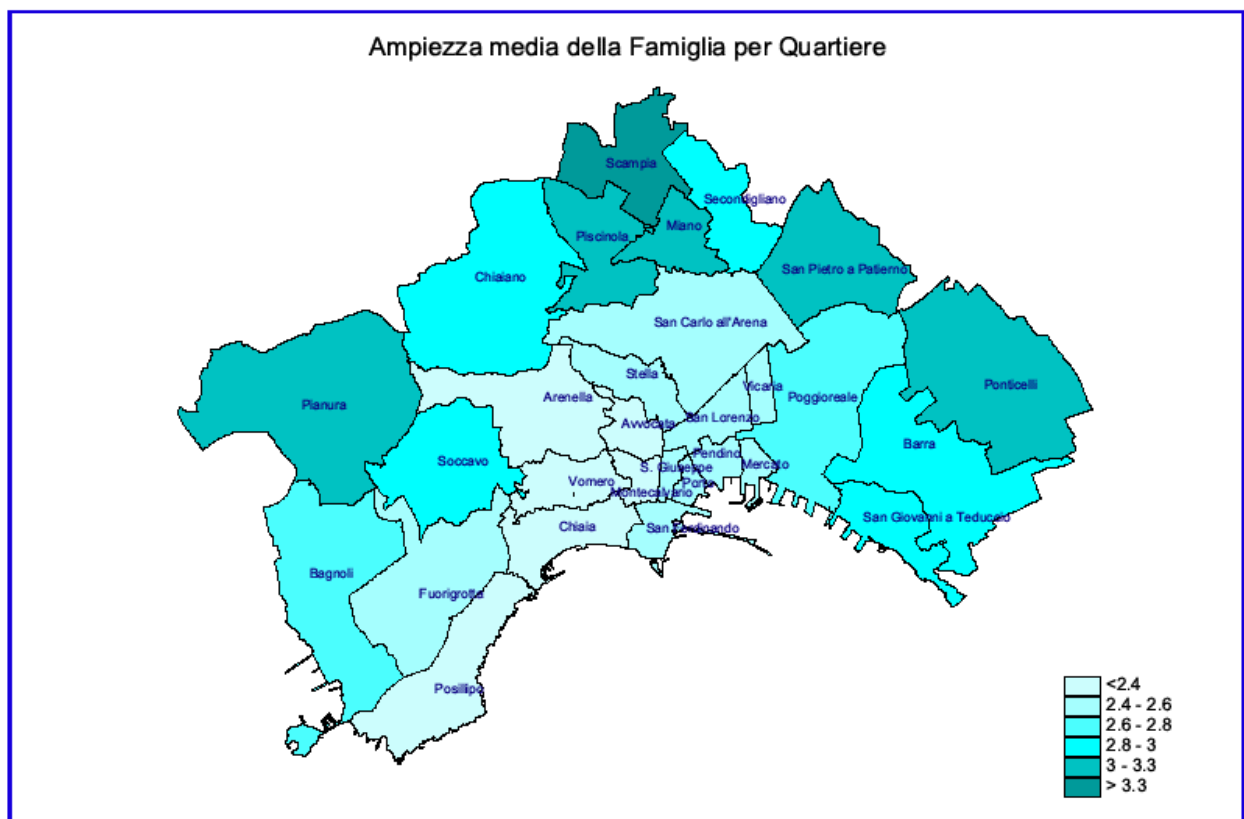 Ampiezza media della Famiglia per Quartiere
Scampia
Secondigliano
Miano
Piscinola
San Pietro a Patierno
Chiaiano
San Carlo all'Arena
Stella
Vicaria
Ponticelli
Poggioreale
Arenella
Pianura
San Lorenzo
Avvocata
Barra
Pendino
Soccavo
S. Giuseppe
Mercato
Vomero
Porto
Montecalvario
San Giovanni a Teduccio
Chiaia
San Ferdinando
Bagnoli
Fuorigrotta
Posillipo
<2.4
2.4 - 2.6
2.6 - 2.8
2.8 - 3
3 - 3.3
> 3.3